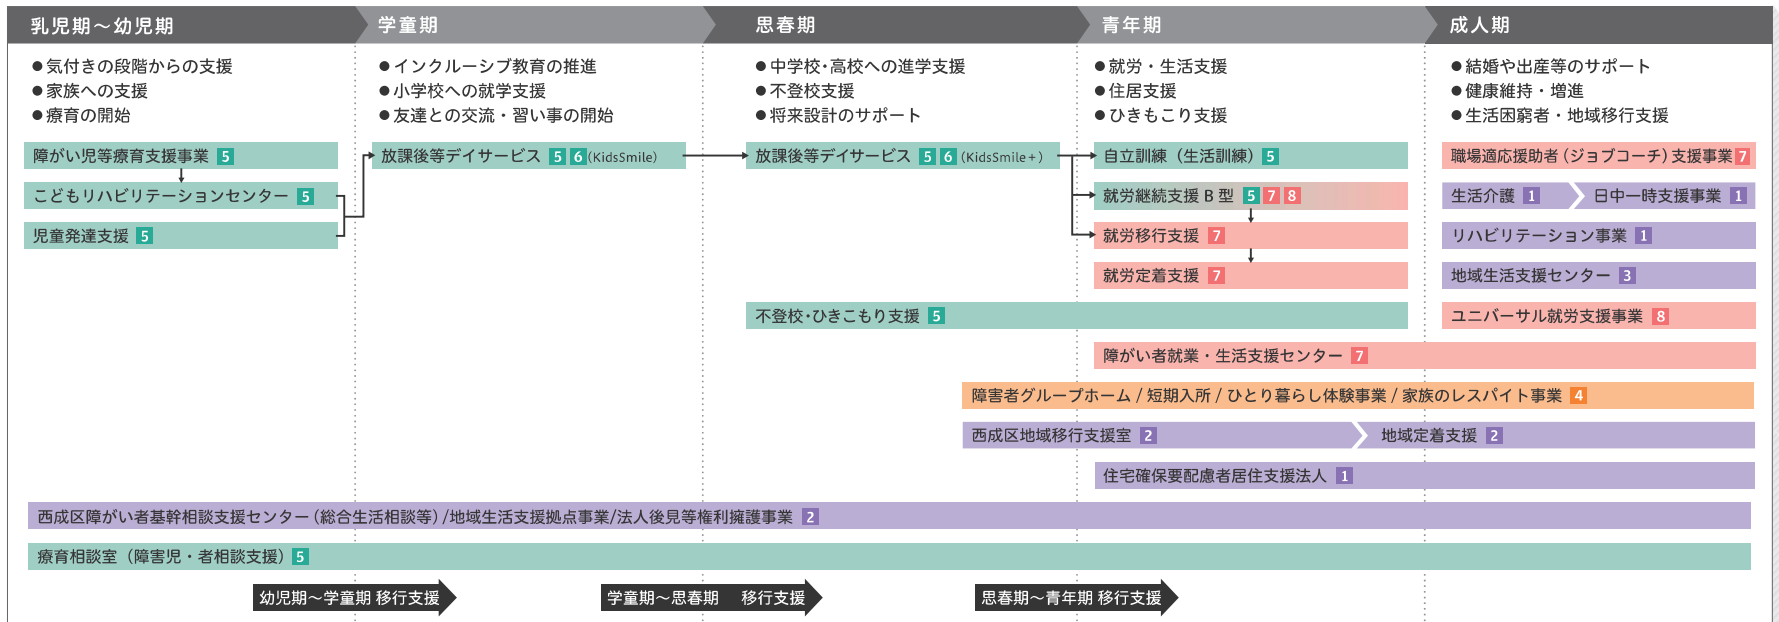 乳児期～幼児期
学童期
思春期
青年期
成人期
●気付きの段階からの支援
●家族への支援
●療育の開始
●インクルーシブ教育の推進
●小学校への就学支援
●友達との交流・習い事の開始
●中学校・高校への進学支援
●不登校支援
●将来設計のサポート
●就労・生活支援
●住居支援
●ひきもこり支援
●結婚や出産等のサポート
●健康維持・増進
●生活困窮者・地域移行支援
障がい児等療育支援事業 5
こどもリハビリテーションセンター 5
児童発達支援 5
放課後等デイサービス 5 6 (KidsSmile)
放課後等デイサービス 5 6 (KidsSmile+)
自立訓練（生活訓練） 5
就労継続支援 B 型 5 7 8
就労移行支援 7
就労定着支援 7
職場適応援助者（ジョブコーチ）支援事業 7
生活介護 1
日中一時支援事業 1
リハビリテーション事業 1
地域生活支援センター 3
ユニバーサル就労支援事業 8
不登校・ひきこもり支援 5
障がい者就業・生活支援センター 7
障害者グループホーム / 短期入所 / ひとり暮らし体験事業 / 家族のレスパイト事業 4
西成区地域移行支援室 2
地域定着支援 2
住宅確保要配慮者居住支援法人 1
西成区障がい者基幹相談支援センター（総合生活相談等）/地域生活支援拠点事業/法人後見等権利擁護事業 2
療育相談室（障害児・者相談支援） 5
幼児期～学童期 移行支援
学童期～思春期 移行支援
思春期～青年期 移行支援